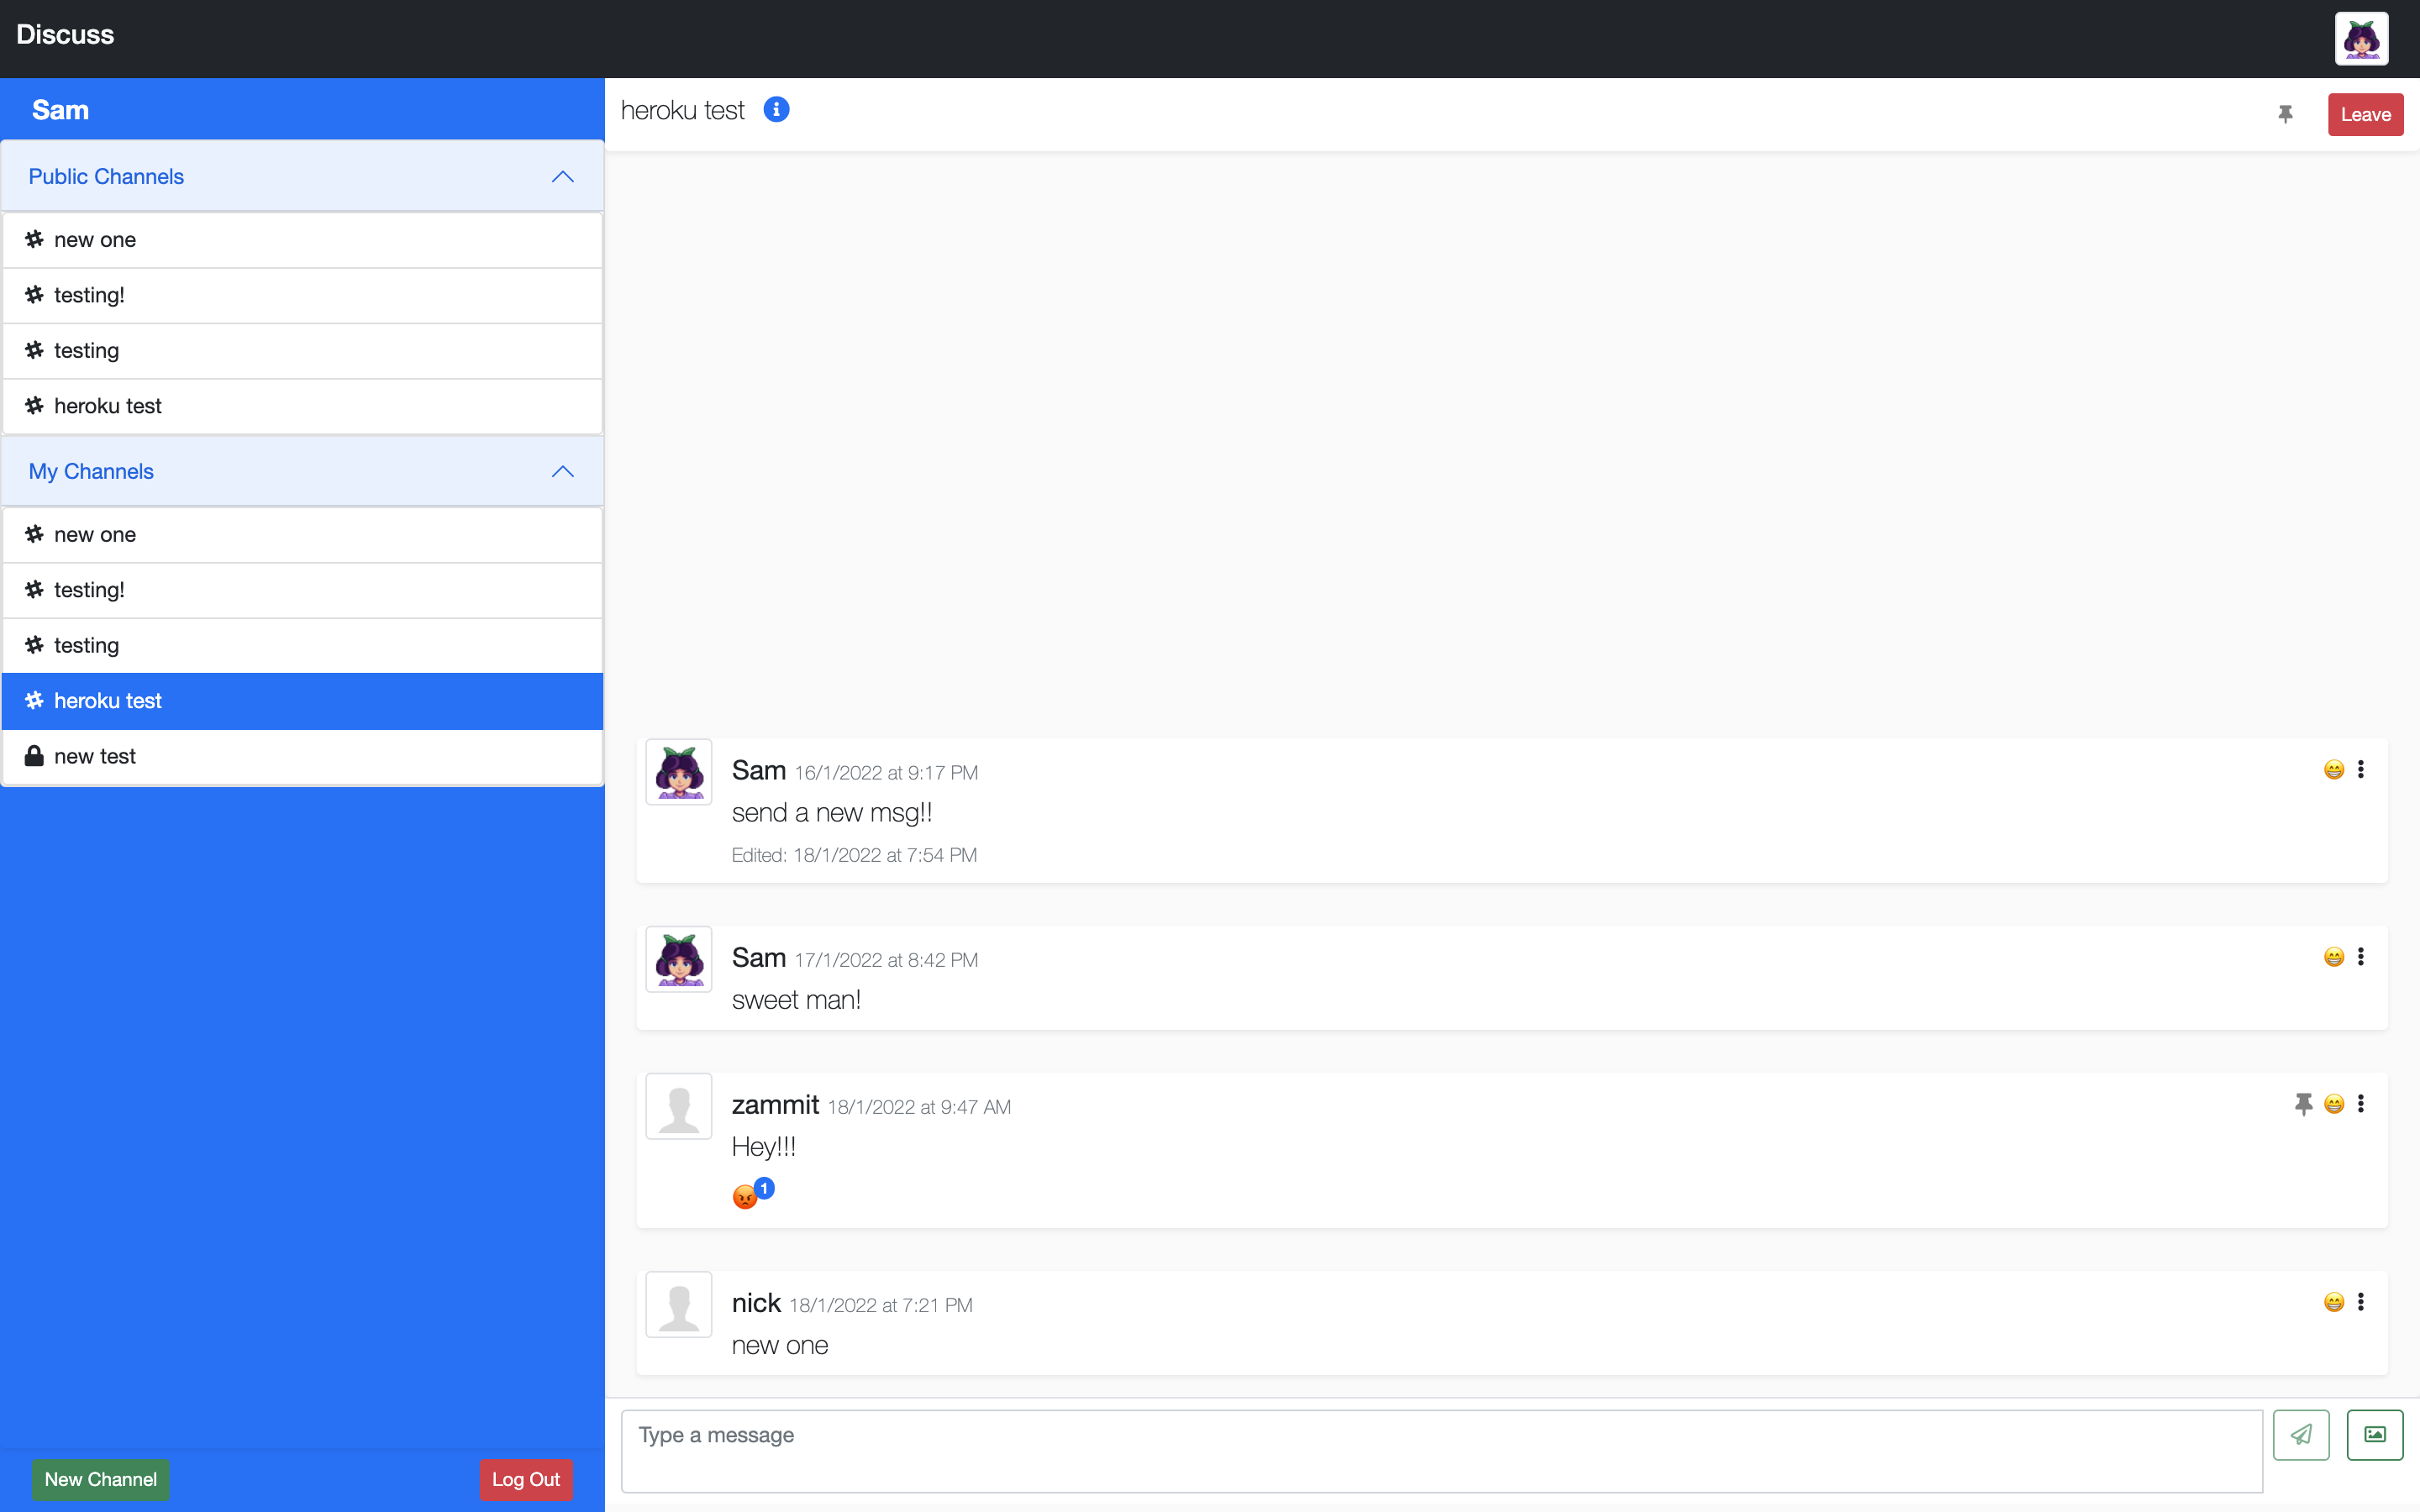 Discuss
Sam
Public Channels
new one
testing!
testing
heroku test
My Channels
new one
testing!
testing
heroku test
new test
New Channel
Log Out
heroku test
Leave
Sam 16/1/2022 at 9:17 PM
send a new msg!!
Edited: 18/1/2022 at 7:54 PM
Sam 17/1/2022 at 8:42 PM
sweet man!
zammit 18/1/2022 at 9:47 AM
Hey!!!
😡 1
nick 18/1/2022 at 7:21 PM
new one
Type a message